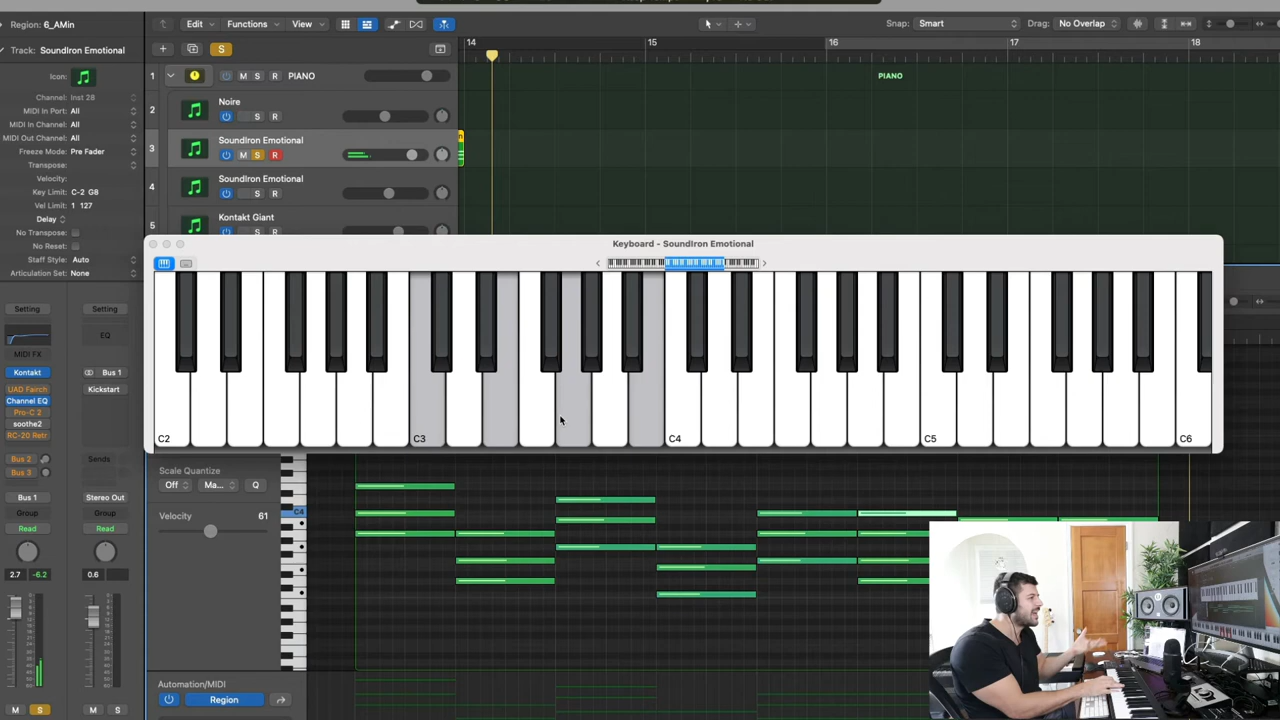 Region: 6_AMin
Edit
Functions
View
Snap: Smart
Drag: No Overlap
Track: SoundIron Emotional
S
14
15
16
17
18
Icon:
Channel: Inst 28
MIDI In Port: All
MIDI In Channel: All
MIDI Out Channel: All
Freeze Mode: Pre Fader
Transpose:
Velocity:
Key Limit: C-2 G8
Vel Limit: 1 127
Delay
No Transpose:
No Reset:
Staff Style: Auto
Articulation Set: None
1
M S R
PIANO
PIANO
2
Noire
S R
3
SoundIron Emotional
M S R
4
SoundIron Emotional
S R
5
Kontakt Giant
Keyboard - SoundIron Emotional
C2
C3
C4
C5
C6
Setting
Setting
EQ
MIDI FX
Kontakt
Bus 1
UAD Fairch
Kickstart
Channel EQ
Pro-C 2
soothe2
RC-20 Retr
Bus 2
Sends
Bus 3
Bus 1
Stereo Out
Group
Group
Read
Read
2.7
-6.2
0.6
M S
M S
Scale Quantize
Off
Ma...
Q
Velocity
61
C4
Automation/MIDI
Region